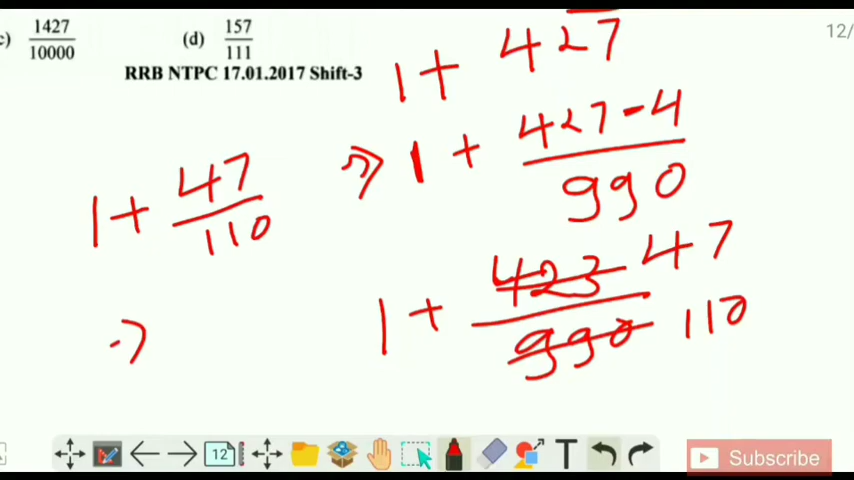 c) 1427/10000 (d) 157/111
12/
RRB NTPC 17.01.2017 Shift-3
1 + 427
⇒ 1 + 427-4/990
1 + 47/110
1 + 423/990 47/110
⇒
12
T
Subscribe